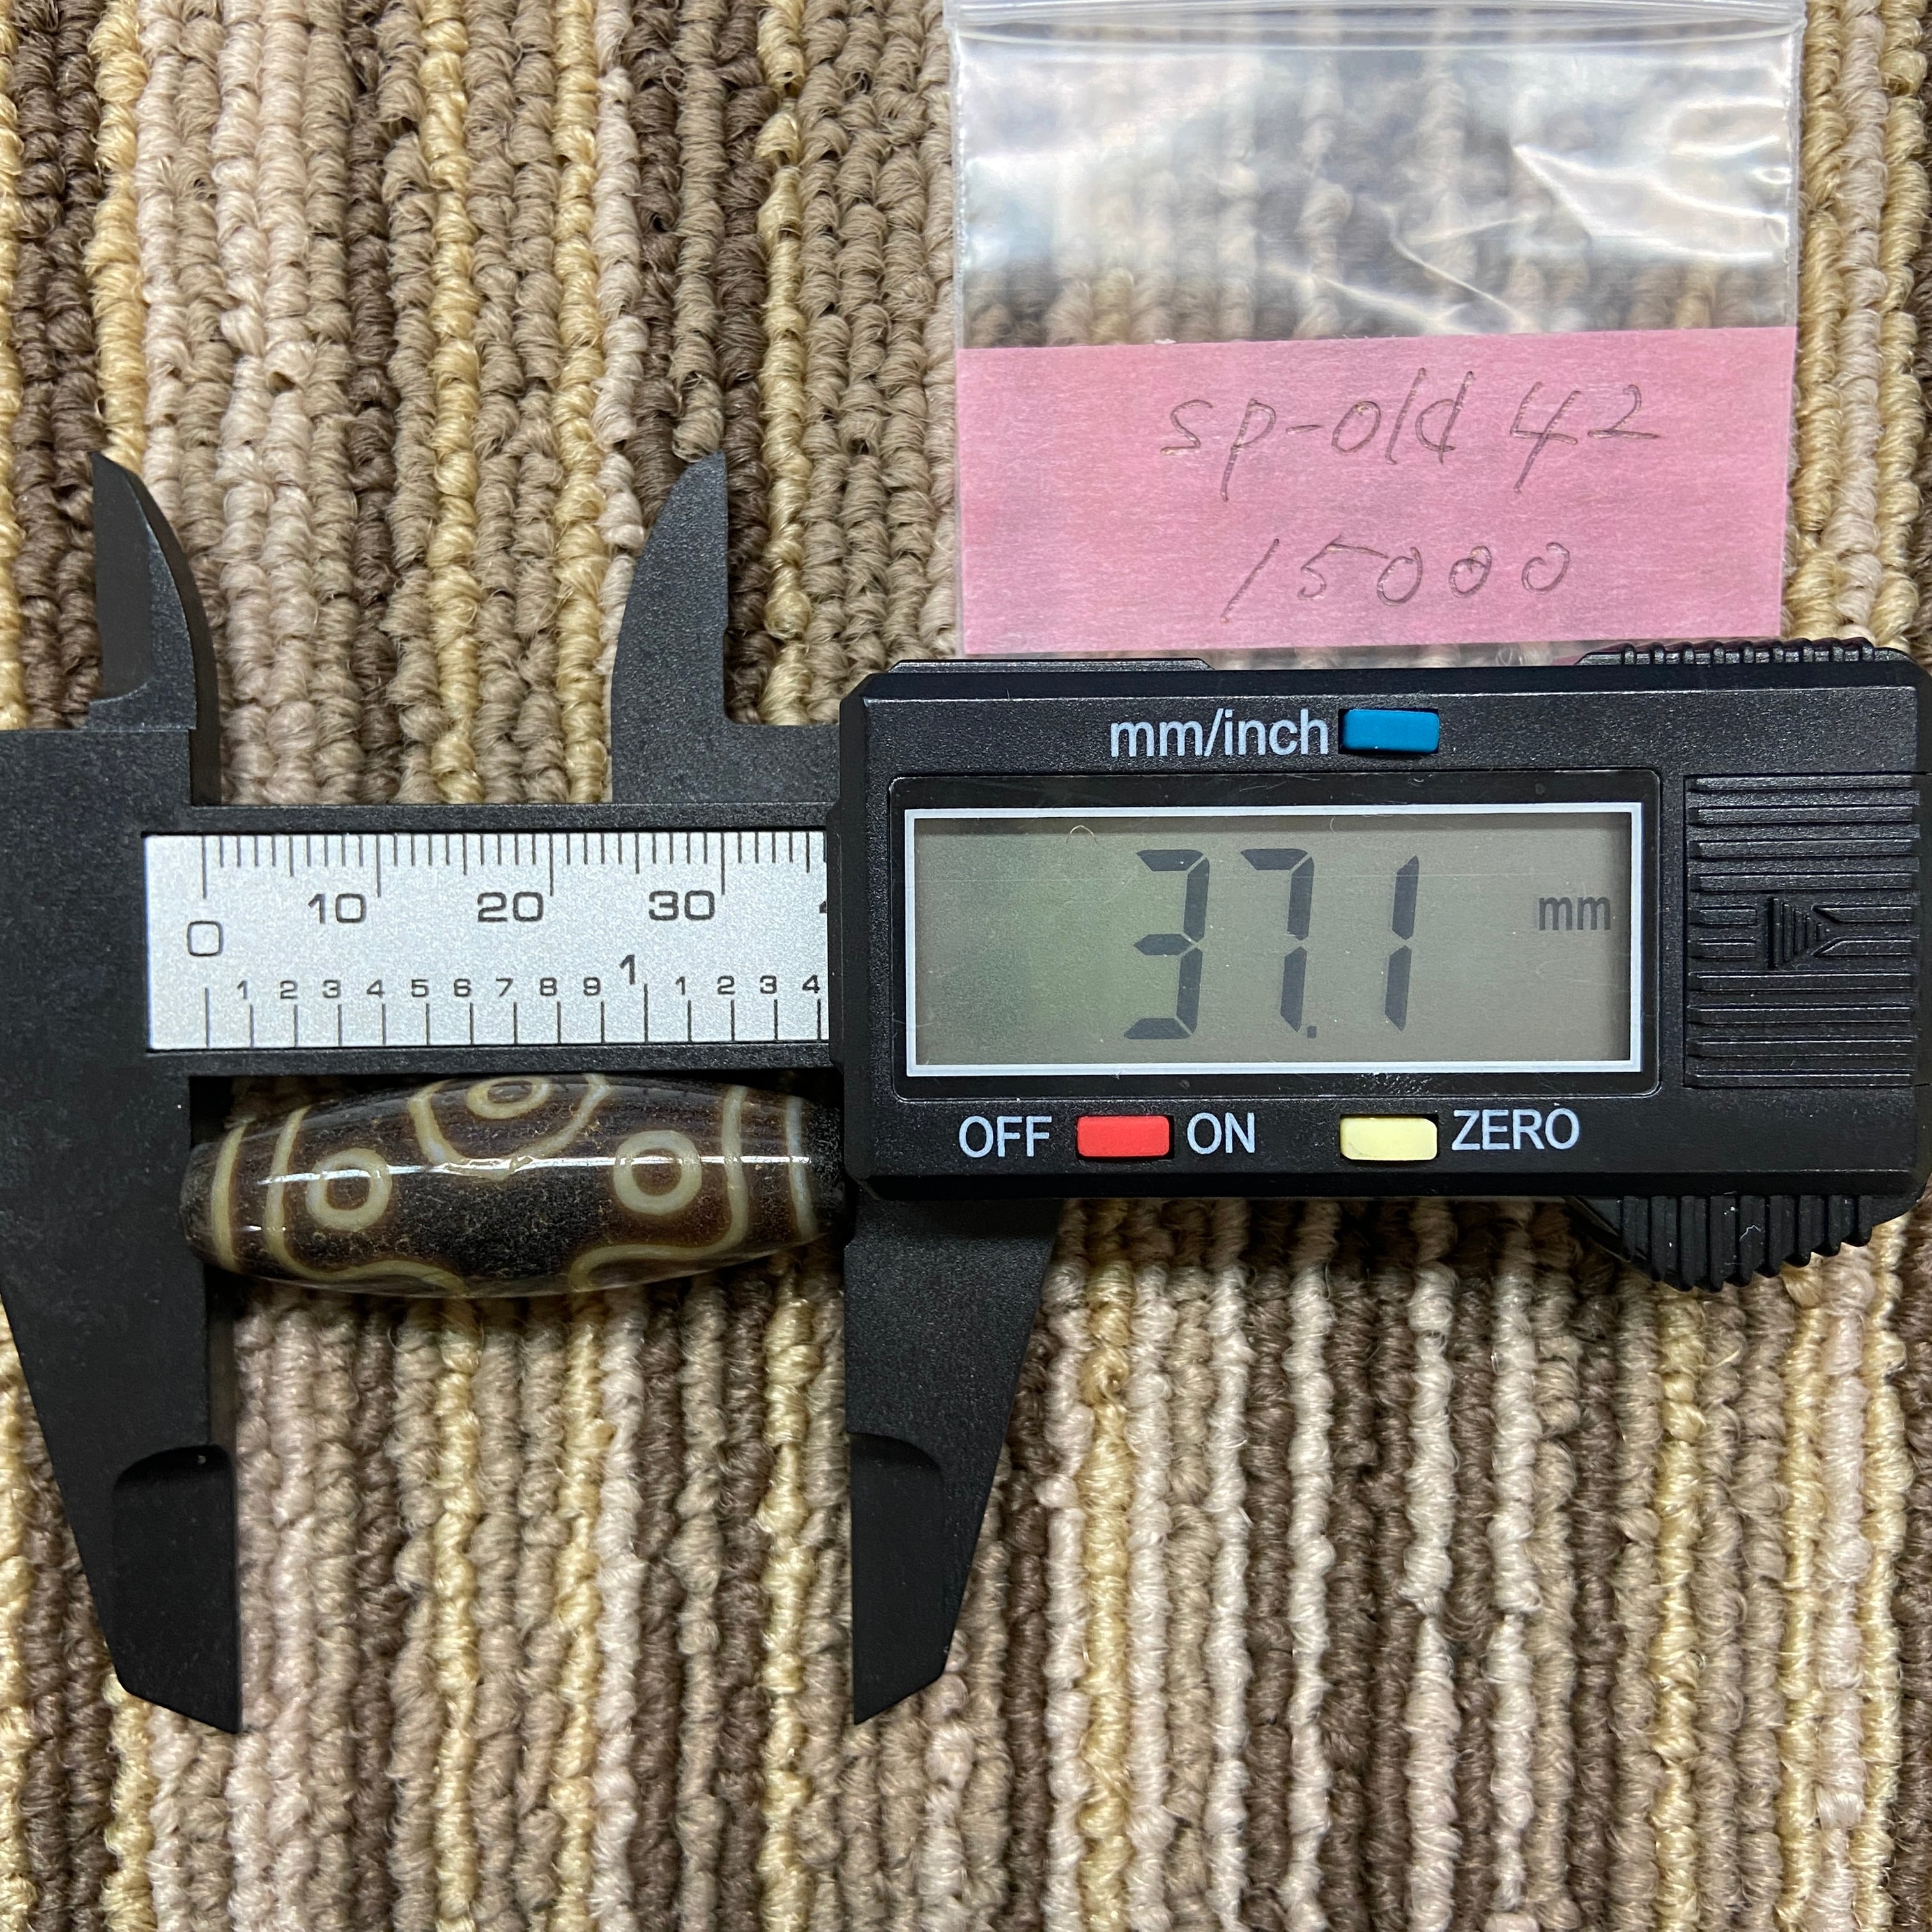 sp-old 42
15000
mm/inch
37.1 mm
OFF ON ZERO
0 10 20 30
1 2 3 4 5 6 7 8 9 1 1 2 3 4